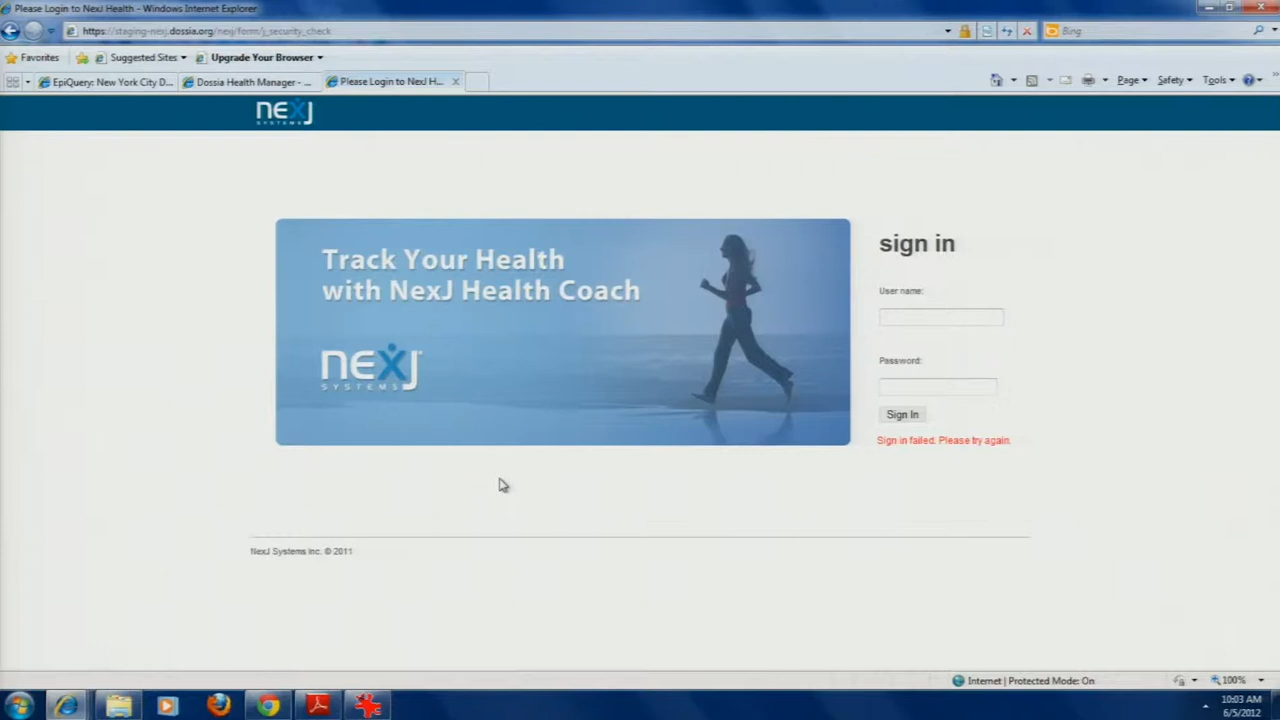 Please Login to NexJ Health - Windows Internet Explorer
https://staging-nexj.dossia.org/nexj/form/j_security_check
Bing
Favorites
Suggested Sites
Upgrade Your Browser
EpiQuery: New York City D...
Dossia Health Manager - ...
Please Login to NexJ H...
Page
Safety
Tools
nexJ
SYSTEMS
Track Your Health
with NexJ Health Coach
nexJ
SYSTEMS
sign in
User name:
Password:
Sign In
Sign in failed. Please try again.
NexJ Systems Inc. © 2011
Internet | Protected Mode: On
100%
10:03 AM
6/5/2012